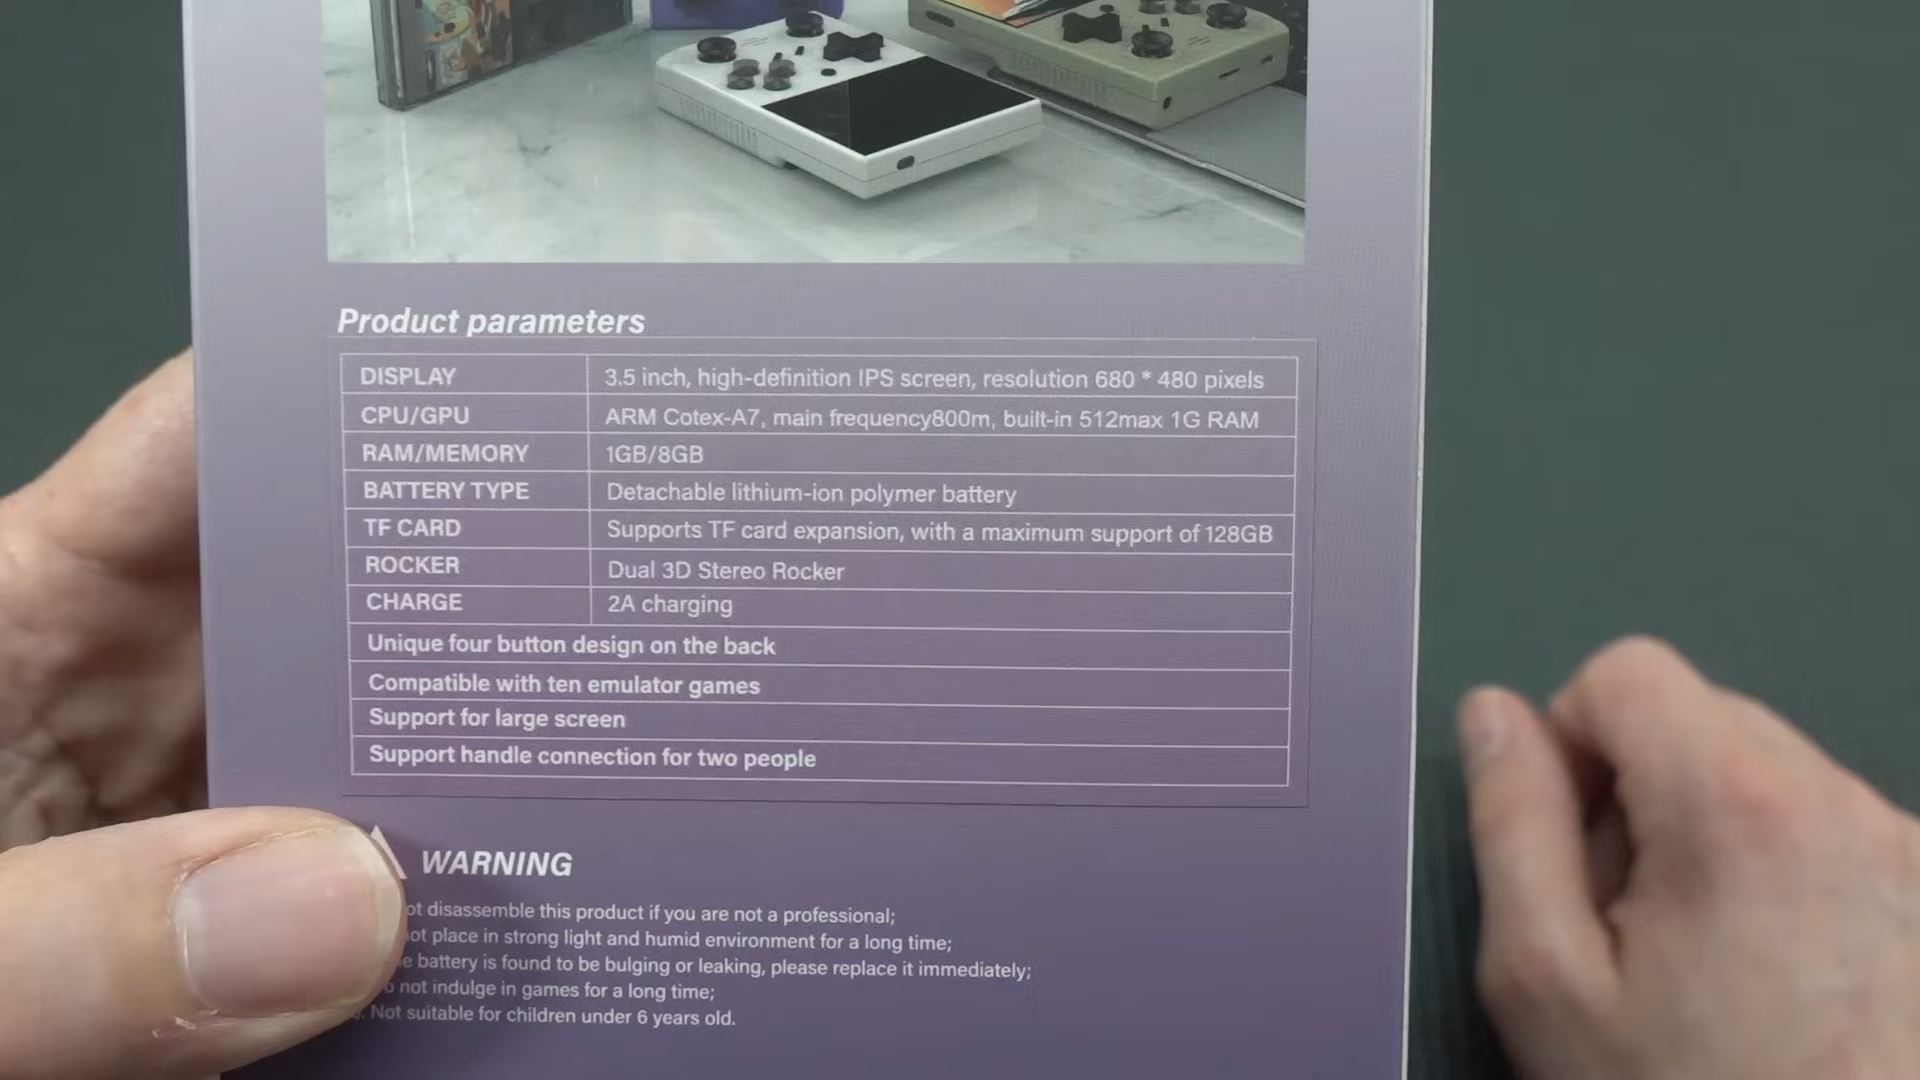 Product parameters
DISPLAY 3.5 inch, high-definition IPS screen, resolution 680 * 480 pixels
CPU/GPU ARM Cotex-A7, main frequency800m, built-in 512max 1G RAM
RAM/MEMORY 1GB/8GB
BATTERY TYPE Detachable lithium-ion polymer battery
TF CARD Supports TF card expansion, with a maximum support of 128GB
ROCKER Dual 3D Stereo Rocker
CHARGE 2A charging
Unique four button design on the back
Compatible with ten emulator games
Support for large screen
Support handle connection for two people
WARNING
disassemble this product if you are not a professional;
place in strong light and humid environment for a long time;
battery is found to be bulging or leaking, please replace it immediately;
not indulge in games for a long time;
Not suitable for children under 6 years old.